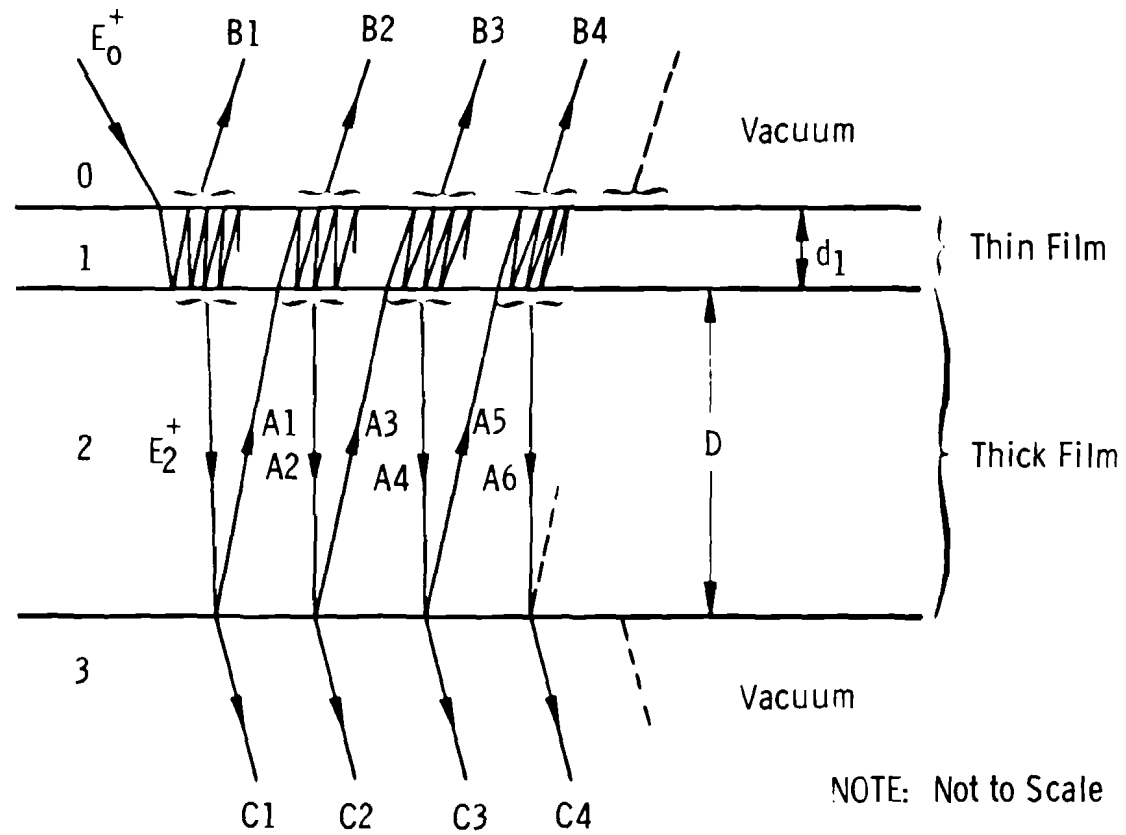 E₀⁺ B1 B2 B3 B4
Vacuum
0
1
d₁
Thin Film
2
E₂⁺
A1
A2
A3
A4
A5
A6
D
Thick Film
3
Vacuum
C1 C2 C3 C4
NOTE: Not to Scale